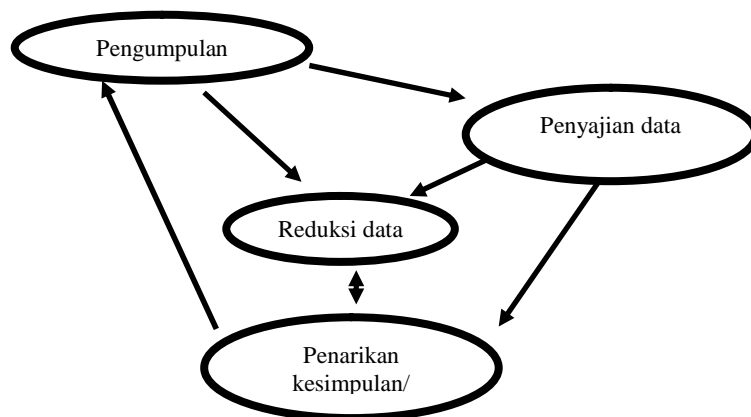 Pengumpulan
Penyajian data
Reduksi data
Penarikan
kesimpulan/